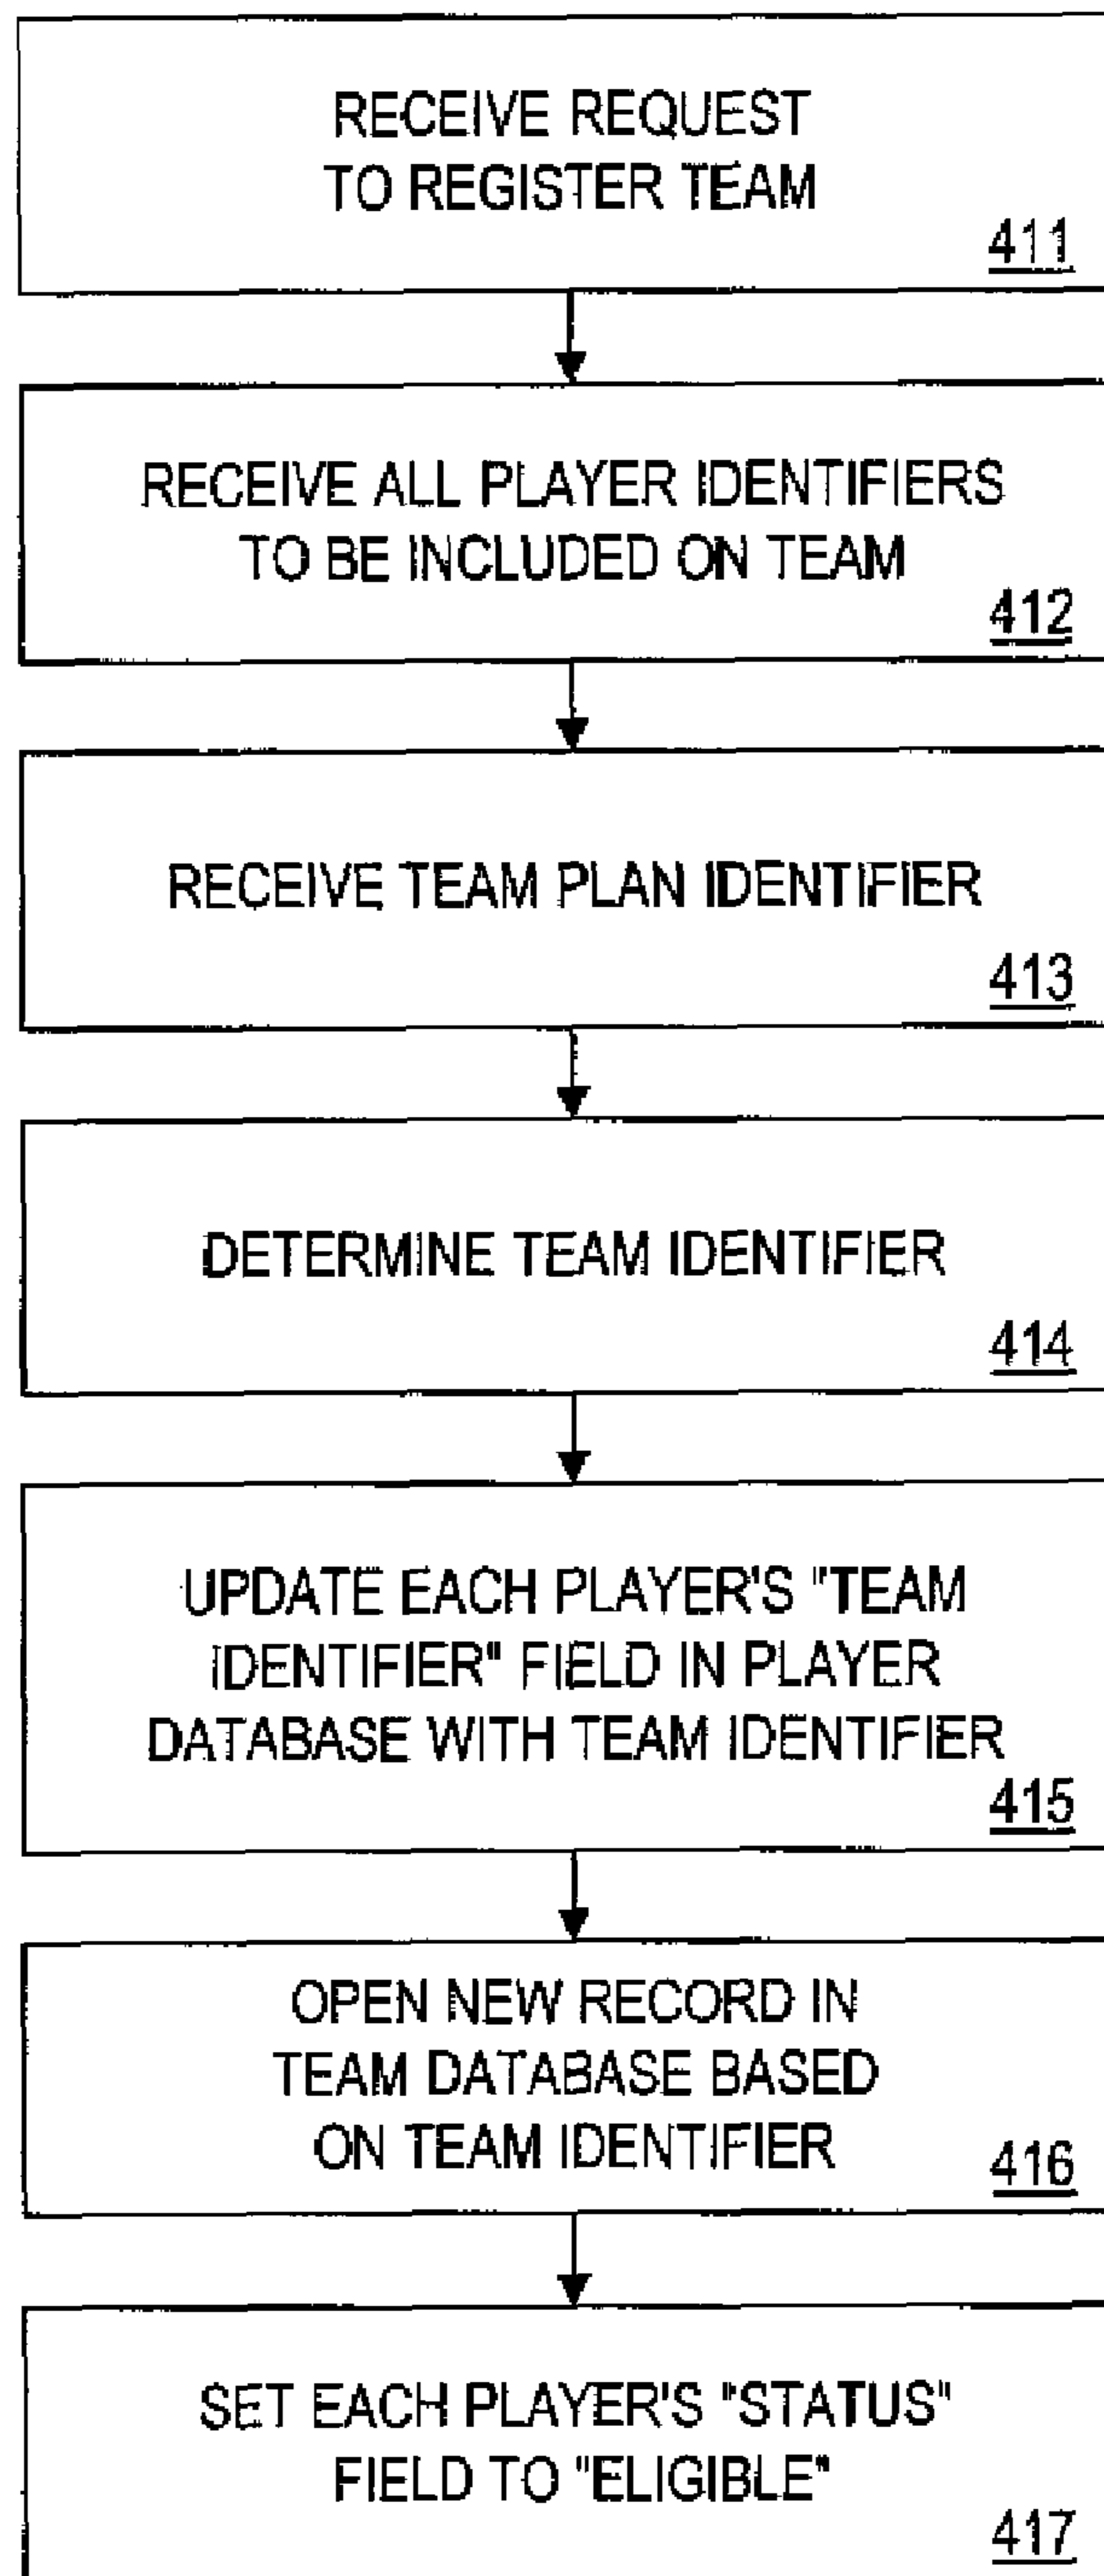 RECEIVE REQUEST
TO REGISTER TEAM
411
RECEIVE ALL PLAYER IDENTIFIERS
TO BE INCLUDED ON TEAM
412
RECEIVE TEAM PLAN IDENTIFIER
413
DETERMINE TEAM IDENTIFIER
414
UPDATE EACH PLAYER'S "TEAM
IDENTIFIER" FIELD IN PLAYER
DATABASE WITH TEAM IDENTIFIER
415
OPEN NEW RECORD IN
TEAM DATABASE BASED
ON TEAM IDENTIFIER
416
SET EACH PLAYER'S "STATUS"
FIELD TO "ELIGIBLE"
417